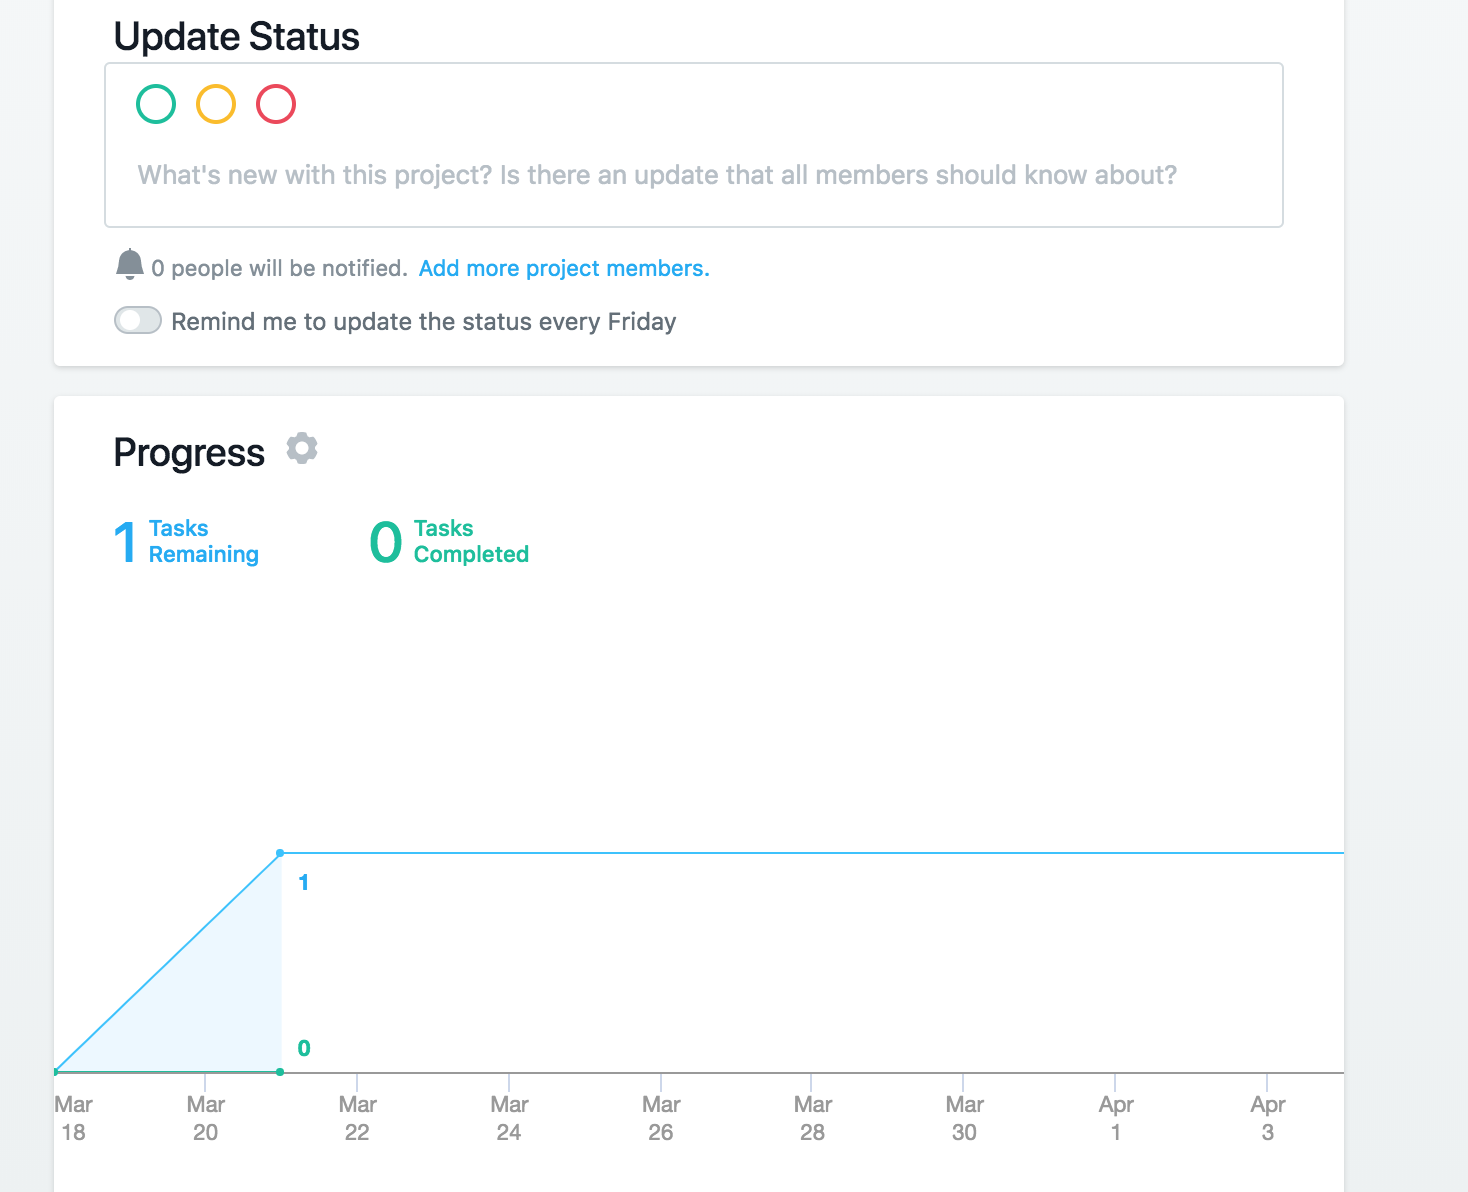 Update Status
What's new with this project? Is there an update that all members should know about?
0 people will be notified. Add more project members.
Remind me to update the status every Friday
Progress
1 Tasks Remaining
0 Tasks Completed
1
0
Mar 18
Mar 20
Mar 22
Mar 24
Mar 26
Mar 28
Mar 30
Apr 1
Apr 3